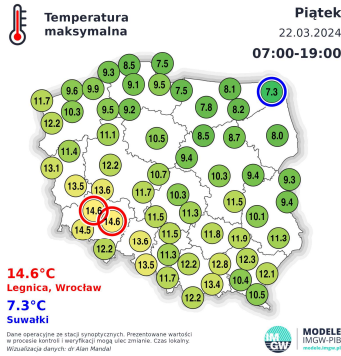 Temperatura
maksymalna
Piątek
22.03.2024
07:00-19:00
9.3 8.5 7.5
11.7 9.6 9.9 9.1 9.5 7.5 8.1 7.3
12.2 10.3 9.5 9.2 7.8 8.2
11.1 10.5 8.5 8.7 8.0
11.4 9.4
13.1 12.2 10.7 10.3 9.4 9.3
13.5 13.6 11.7 10.3 11.5 9.4
14.6 14.6 11.5 11.3 10.1
14.5 11.5 11.8 11.9 11.3
12.2 13.6 11.3 12.3
13.5 12.2 12.8 12.1
11.7 13.4 10.4 10.5
12.2
14.6°C
Legnica, Wrocław
7.3°C
Suwałki
Dane operacyjne ze stacji synoptycznych. Prezentowane wartości
w procesie kontroli i weryfikacji mogą ulec zmianie. Czas lokalny.
Wizualizacja danych: dr Alan Mandal
IM
GW
MODELE
IMGW-PIB
modele.imgw.pl